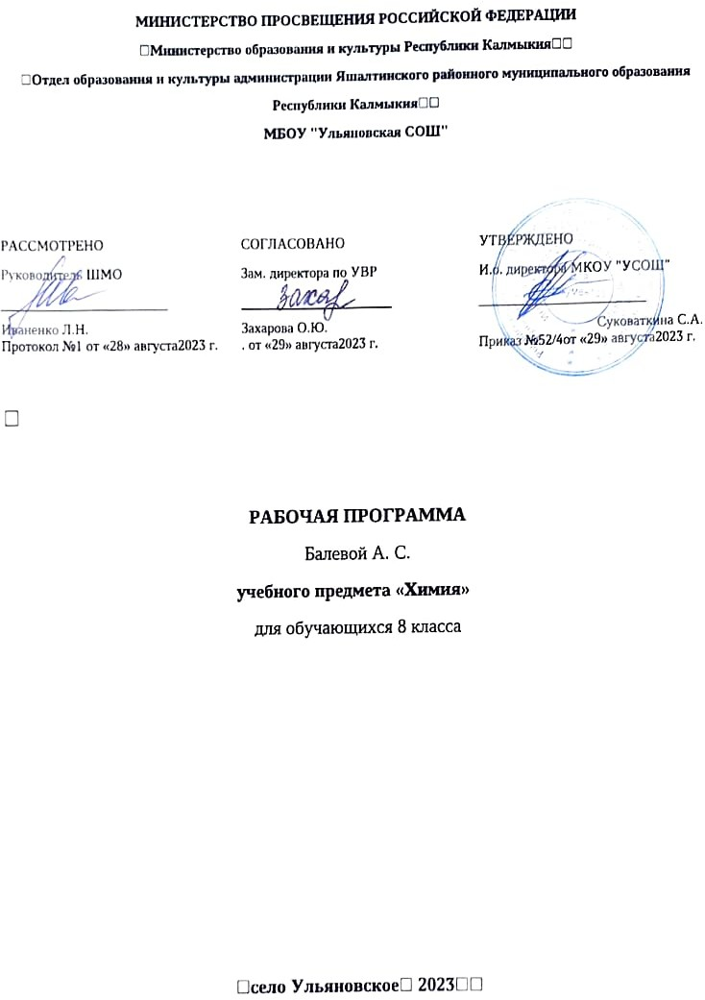 МИНИСТЕРСТВО ПРОСВЕЩЕНИЯ РОССИЙСКОЙ ФЕДЕРАЦИИ
□Министерство образования и культуры Республики Калмыкия□□
□Отдел образования и культуры администрации Яшалтинского районного муниципального образования
Республики Калмыкия□□
МБОУ "Ульяновская СОШ"
РАССМОТРЕНО
Руководитель ШМО
Иваненко Л.Н.
Протокол №1 от «28» августа2023 г.
СОГЛАСОВАНО
Зам. директора по УВР
Захар
Захарова О.Ю.
. от «29» августа2023 г.
УТВЕРЖДЕНО
И.о. директора МКОУ "УСОШ"
Суковаткина С.А.
Приказ №52/4от «29» августа2023 г.
□
РАБОЧАЯ ПРОГРАММА
Балевой А. С.
учебного предмета «Химия»
для обучающихся 8 класса
□село Ульяновское□ 2023□□